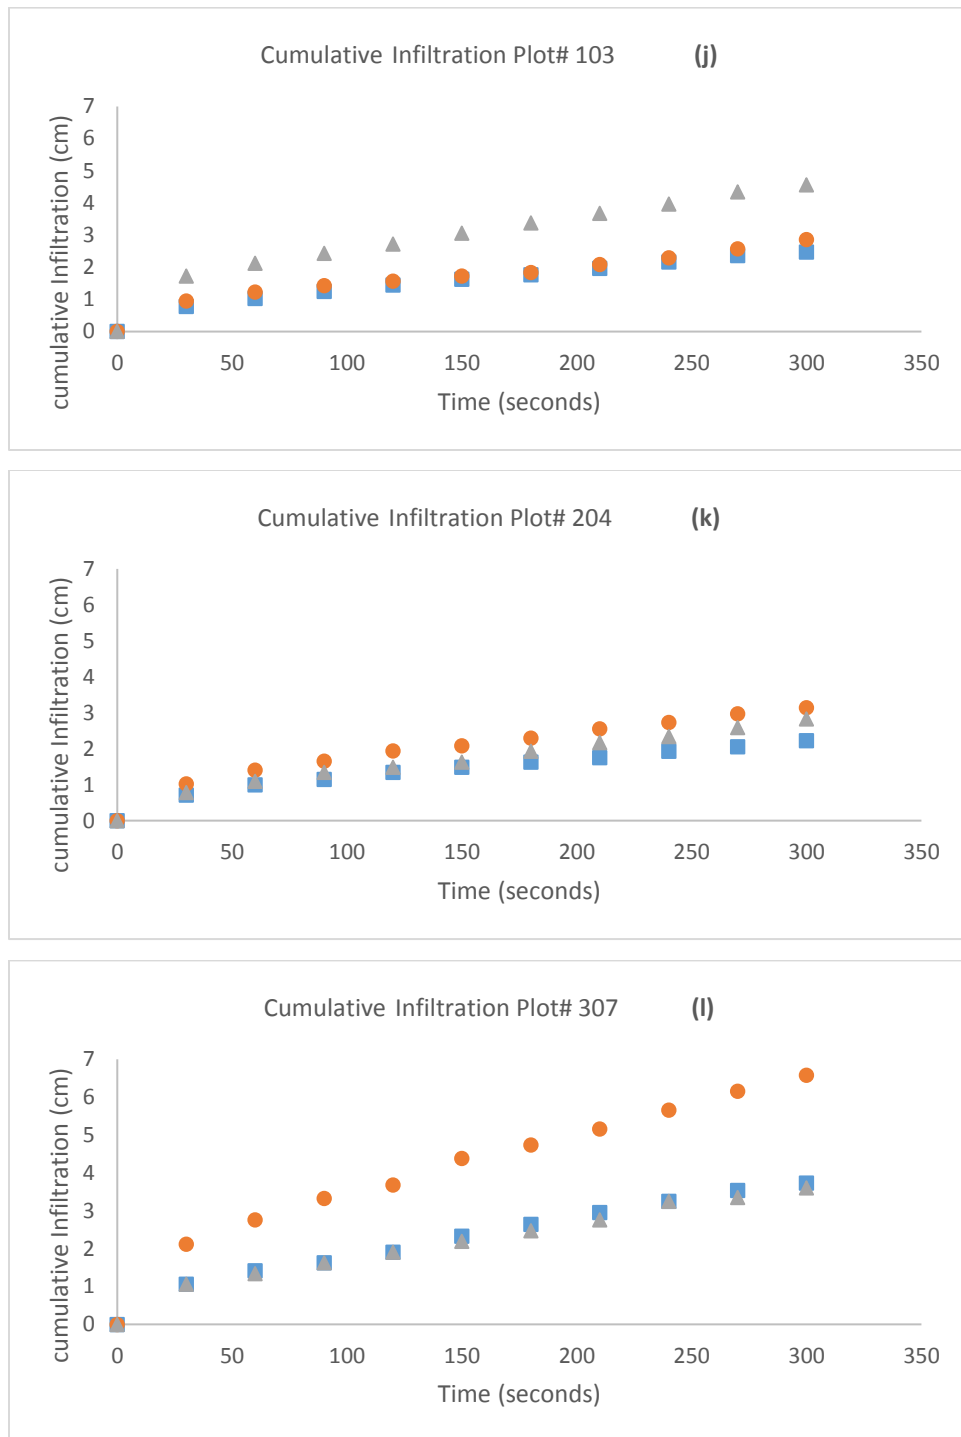 Cumulative Infiltration Plot# 103 (j)
cumulative Infiltration (cm)
7
6
5
4
3
2
1
0
0 50 100 150 200 250 300 350
Time (seconds)
Cumulative Infiltration Plot# 204 (k)
cumulative Infiltration (cm)
7
6
5
4
3
2
1
0
0 50 100 150 200 250 300 350
Time (seconds)
Cumulative Infiltration Plot# 307 (l)
cumulative Infiltration (cm)
7
6
5
4
3
2
1
0
0 50 100 150 200 250 300 350
Time (seconds)